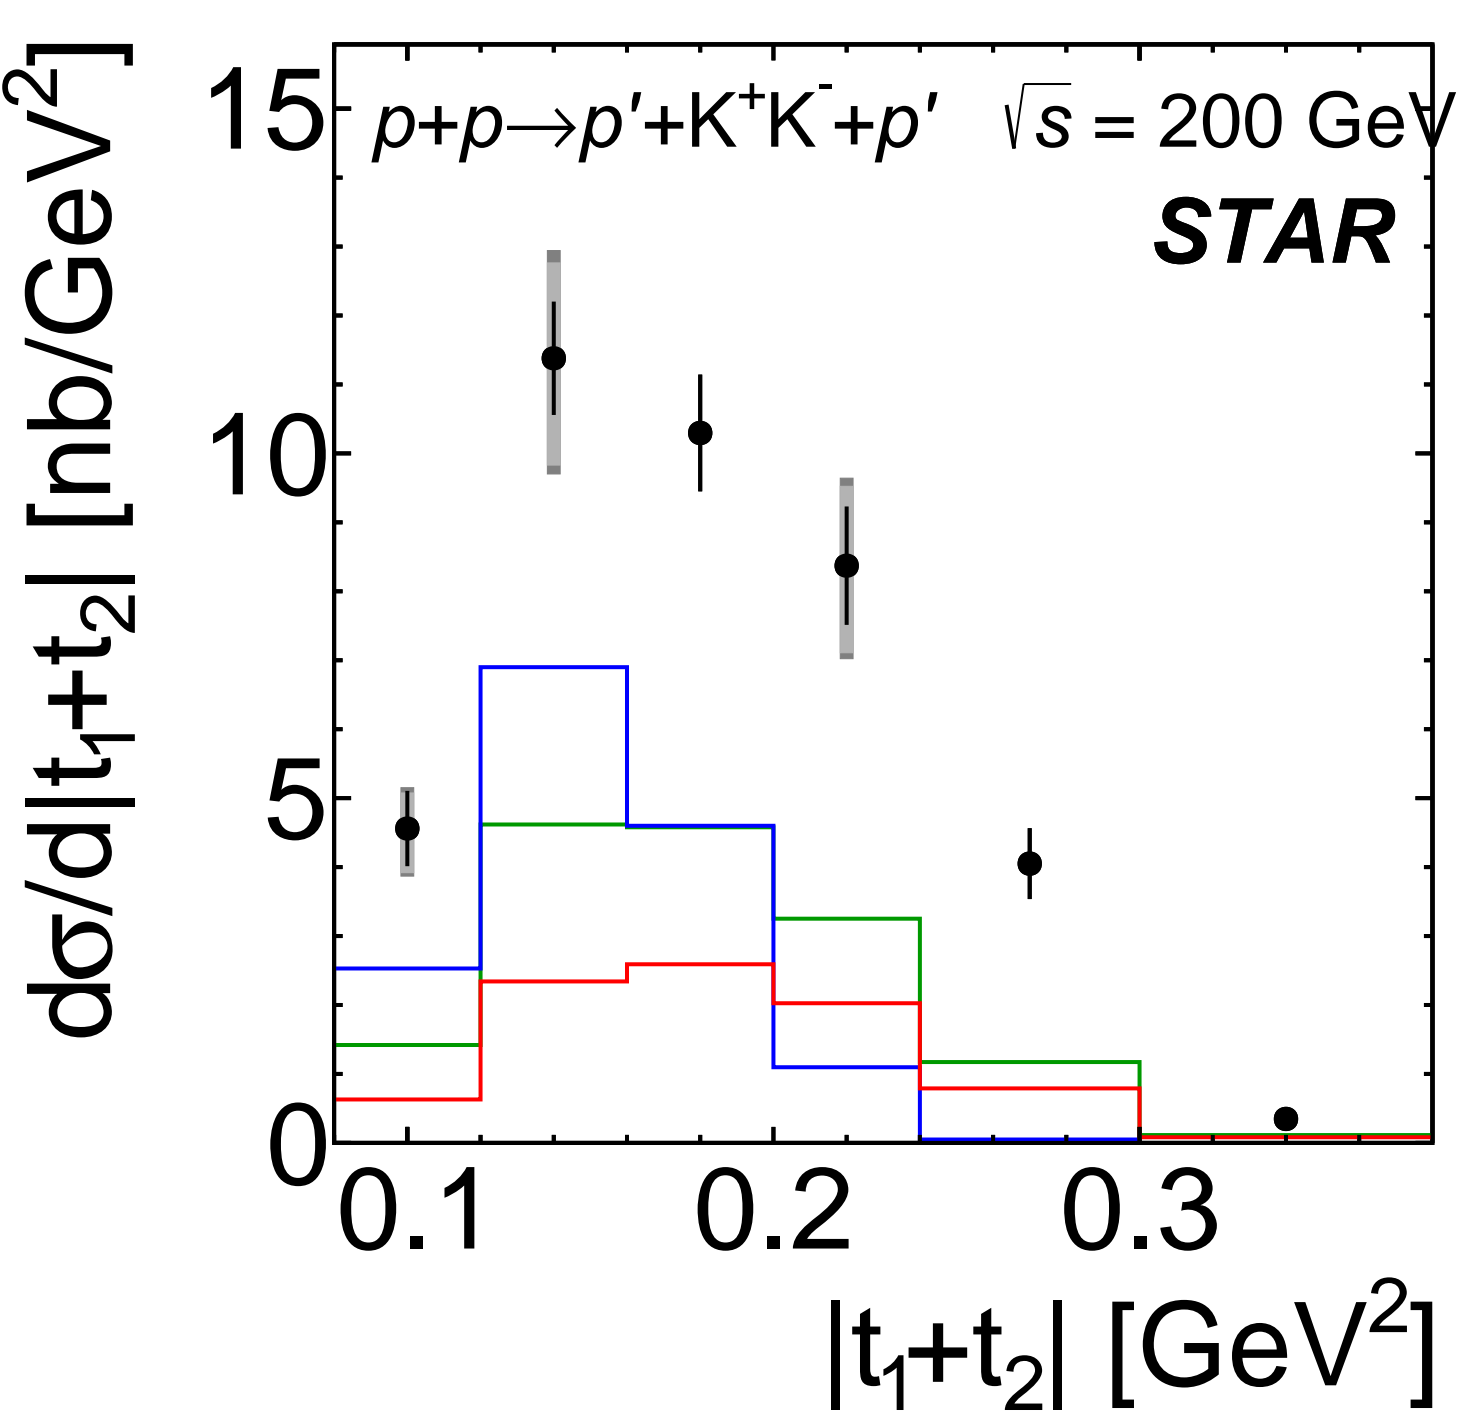 dσ/d|t₁+t₂| [nb/GeV²]
p+p→p′+K⁺K⁻+p′ √s = 200 GeV
STAR
15
10
5
0
0.1 0.2 0.3
|t₁+t₂| [GeV²]